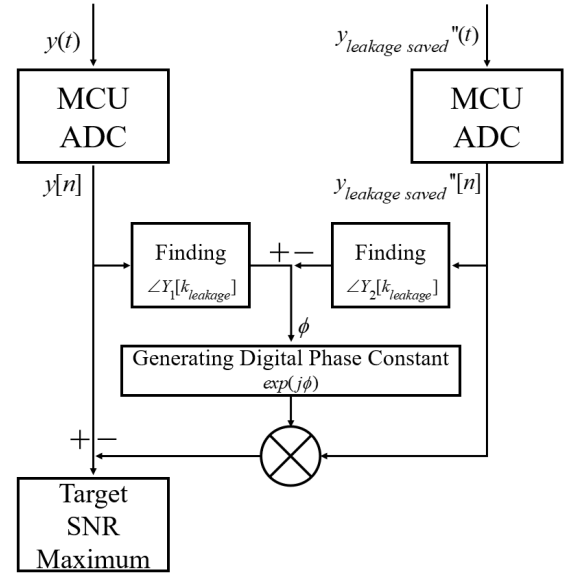 y(t)
y_leakage saved"(t)
MCU
ADC
MCU
ADC
y[n]
y_leakage saved"[n]
Finding
∠Y₁[k_leakage]
+ −
Finding
∠Y₂[k_leakage]
ϕ
Generating Digital Phase Constant
exp(jϕ)
+ −
Target
SNR
Maximum